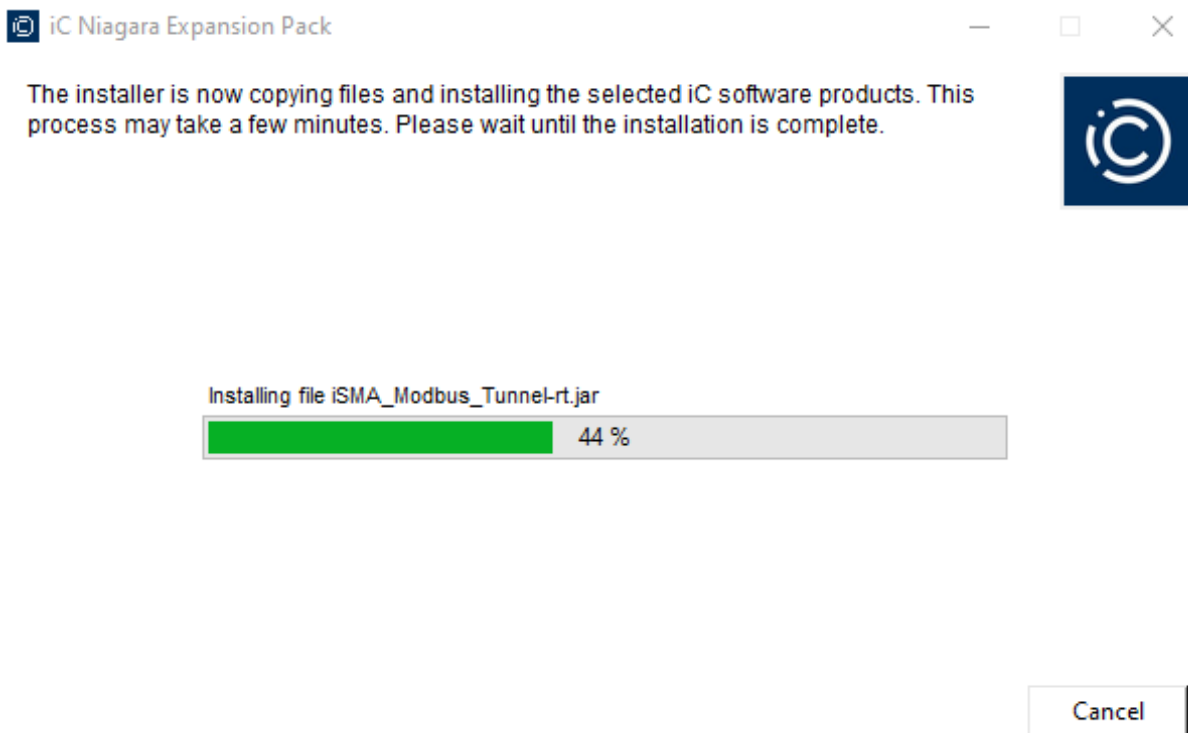 iC Niagara Expansion Pack
The installer is now copying files and installing the selected iC software products. This
process may take a few minutes. Please wait until the installation is complete.
iC
Installing file iSMA_Modbus_Tunnel-rt.jar
44 %
Cancel